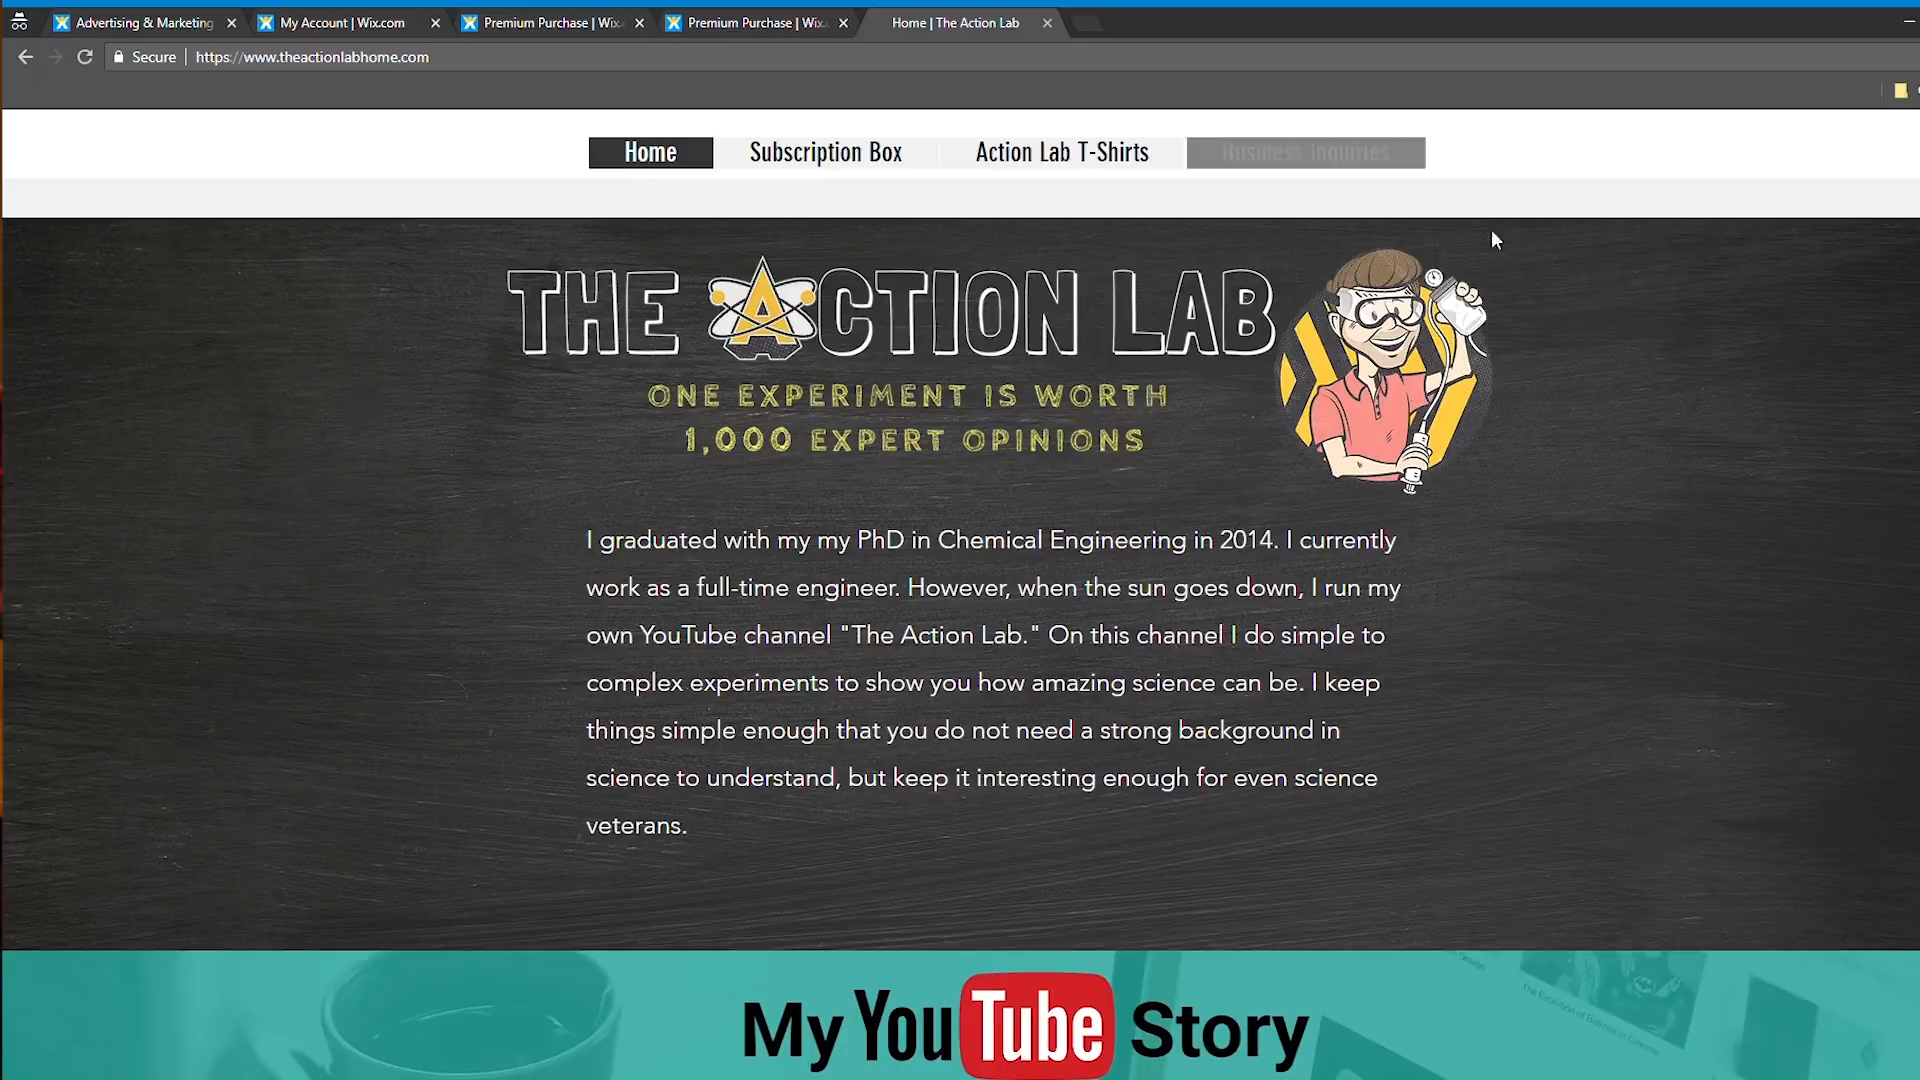 Advertising & Marketing
My Account | Wix.com
Premium Purchase | Wix.
Premium Purchase | Wix.
Home | The Action Lab
Secure
https://www.theactionlabhome.com
Home
Subscription Box
Action Lab T-Shirts
Business Inquiries
THE ACTION LAB
ONE EXPERIMENT IS WORTH
1,000 EXPERT OPINIONS
I graduated with my my PhD in Chemical Engineering in 2014. I currently
work as a full-time engineer. However, when the sun goes down, I run my
own YouTube channel "The Action Lab." On this channel I do simple to
complex experiments to show you how amazing science can be. I keep
things simple enough that you do not need a strong background in
science to understand, but keep it interesting enough for even science
veterans.
My YouTube Story